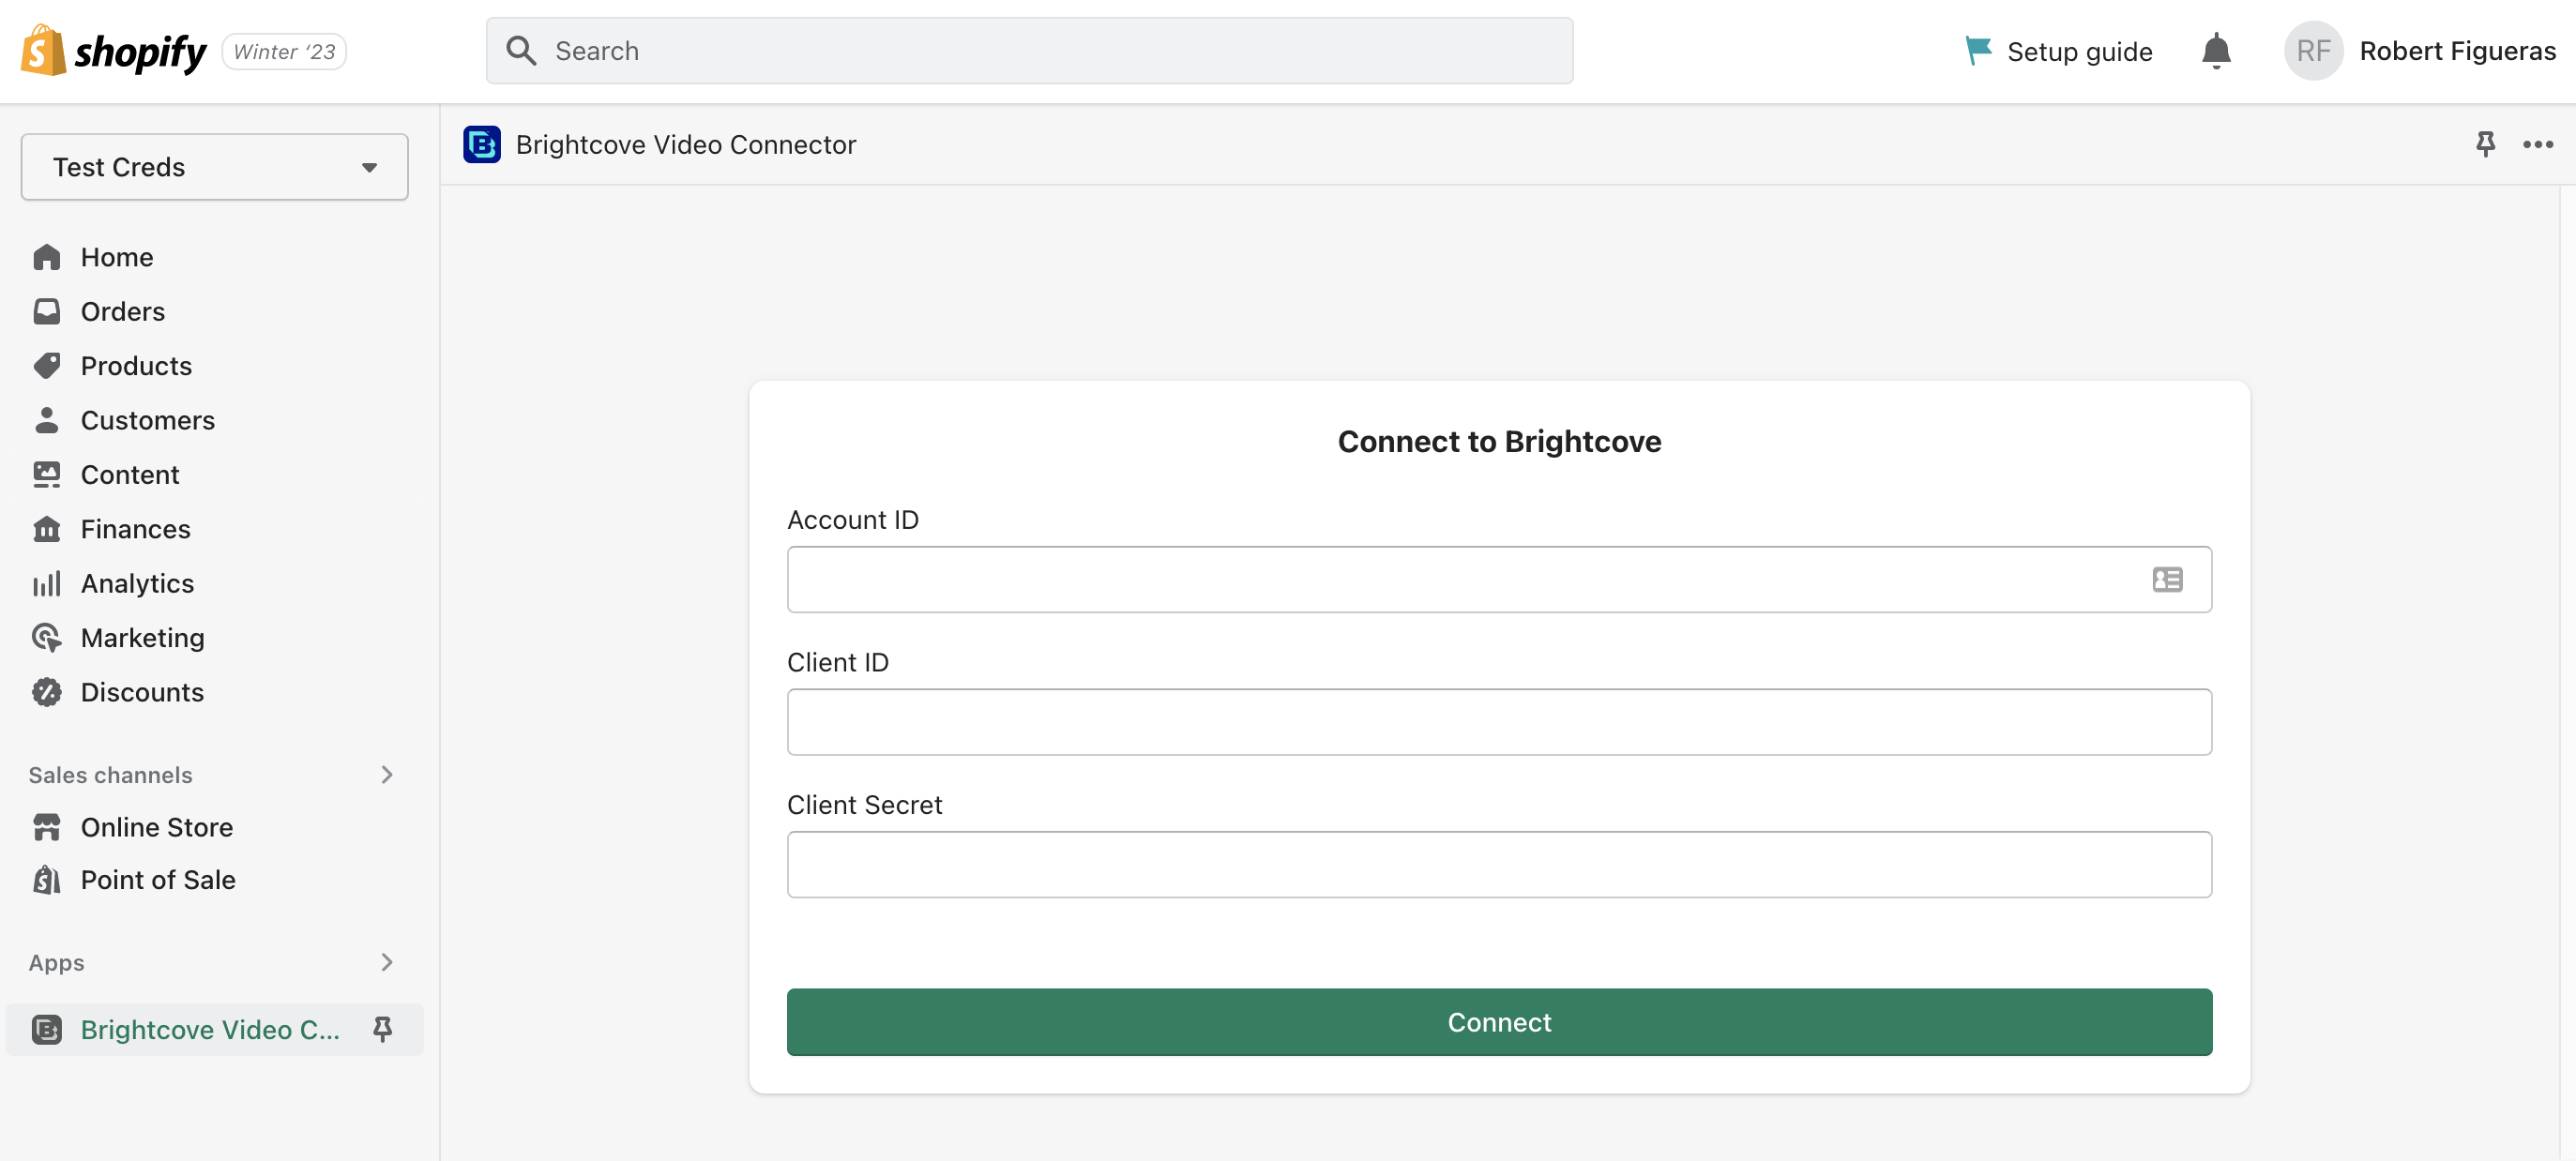 shopify Winter ‘23
Search
Setup guide
RF Robert Figueras
Test Creds
Home
Orders
Products
Customers
Content
Finances
Analytics
Marketing
Discounts
Sales channels
Online Store
Point of Sale
Apps
Brightcove Video C...
Brightcove Video Connector
Connect to Brightcove
Account ID
Client ID
Client Secret
Connect